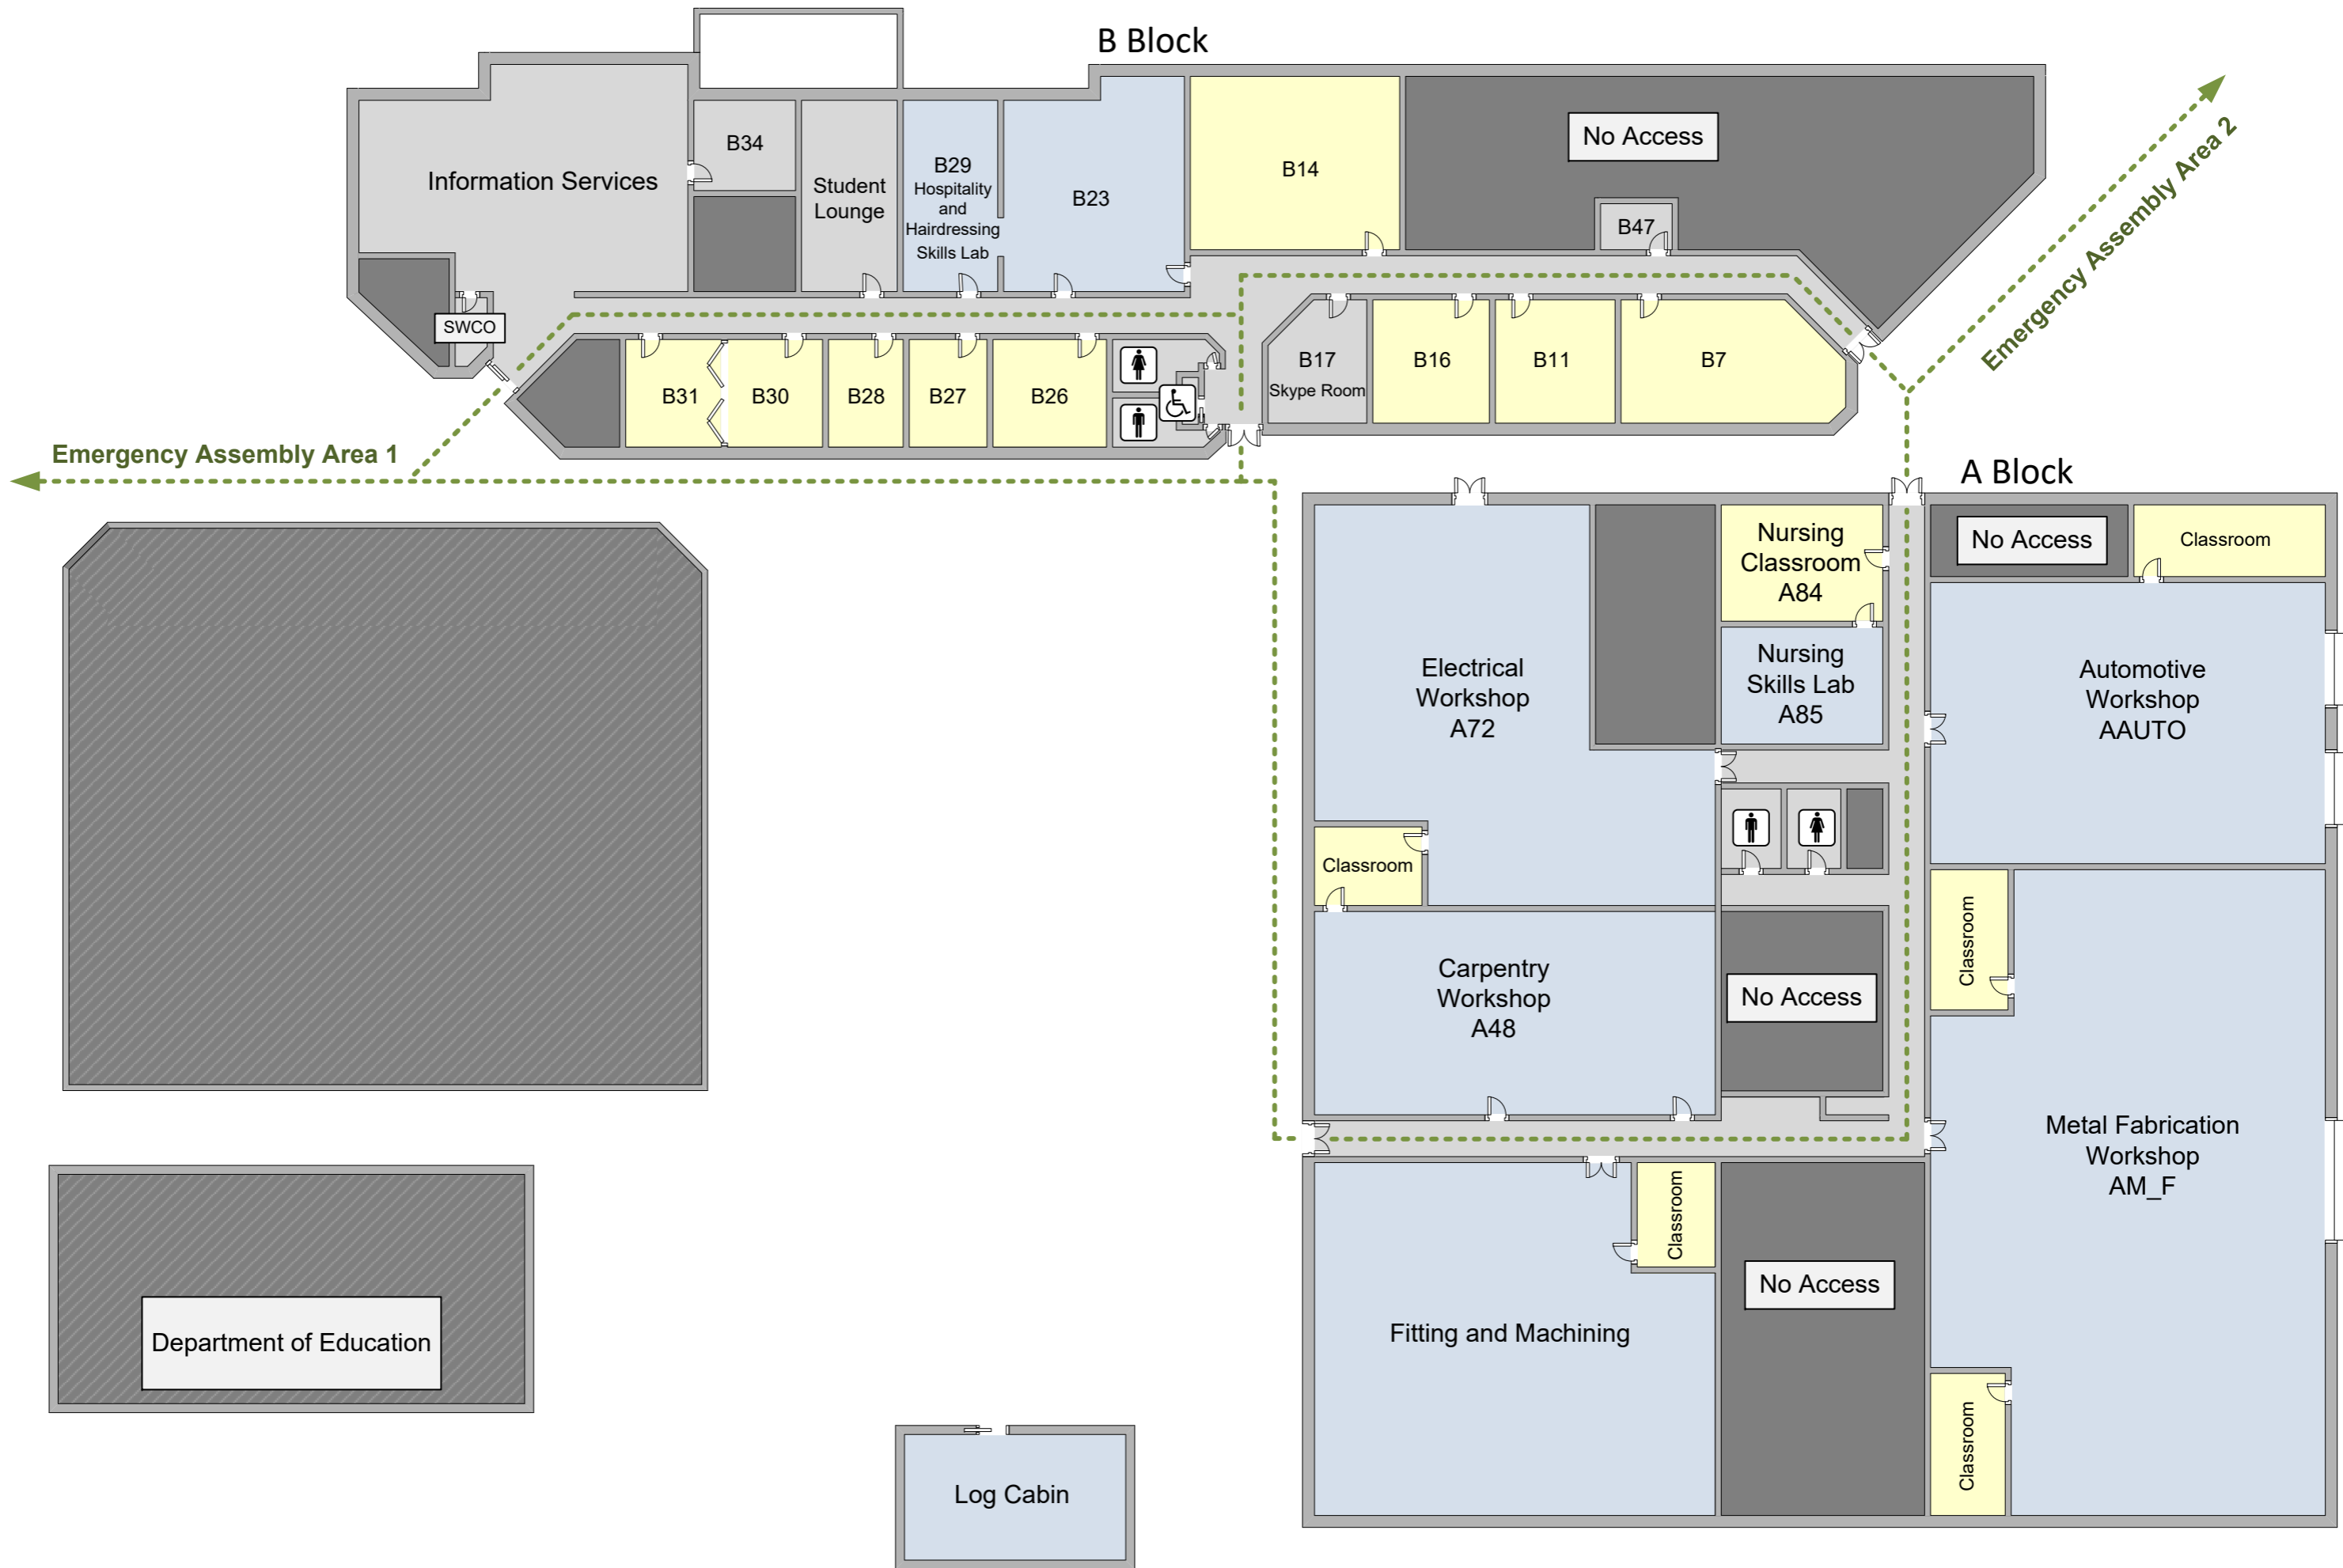 B Block
Information Services
B34
Student
Lounge
B29
Hospitality
and
Hairdressing
Skills Lab
B23
B14
No Access
B47
Emergency Assembly Area 2
SWCO
B31
B30
B28
B27
B26
B17
Skype Room
B16
B11
B7
Emergency Assembly Area 1
A Block
Nursing
Classroom
A84
No Access
Classroom
Electrical
Workshop
A72
Nursing
Skills Lab
A85
Automotive
Workshop
AAUTO
Classroom
Classroom
Carpentry
Workshop
A48
No Access
Metal Fabrication
Workshop
AM_F
Classroom
No Access
Fitting and Machining
Department of Education
Classroom
Log Cabin